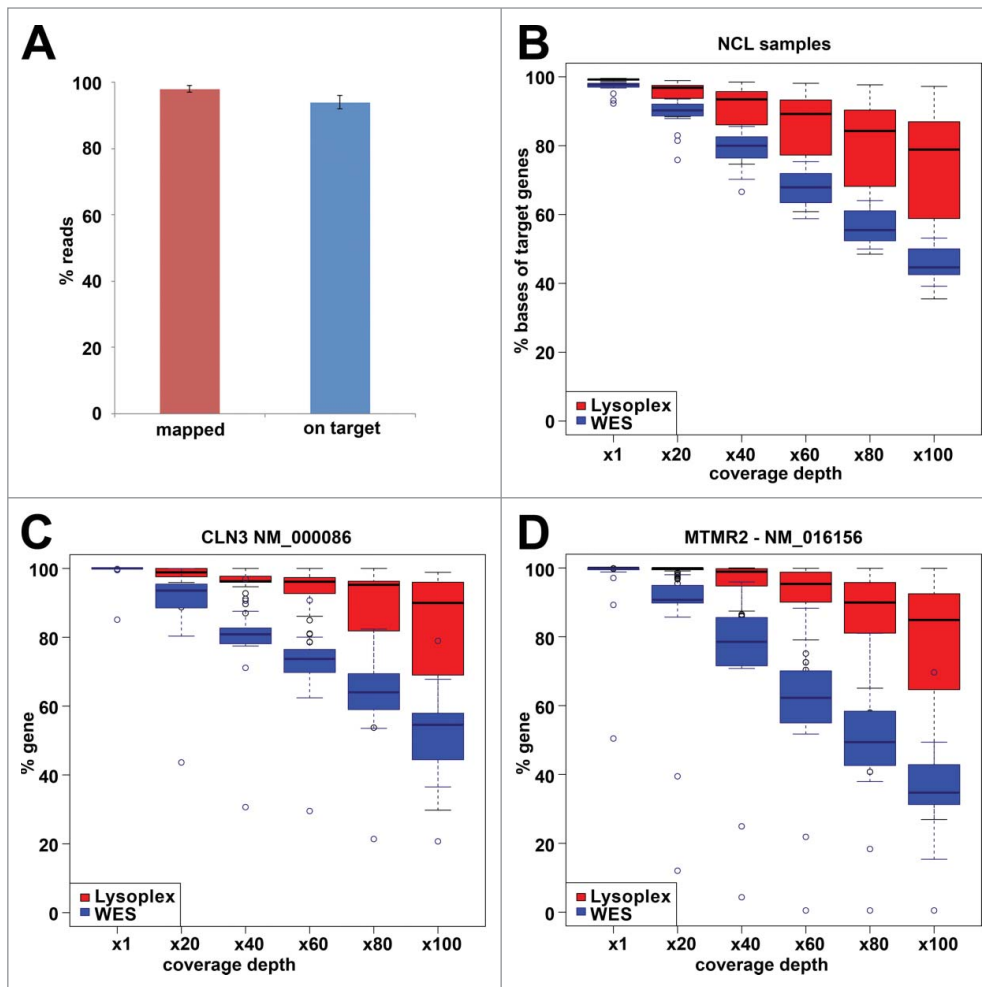 A
% reads
100
80
60
40
20
0
mapped
on target
B
NCL samples
% bases of target genes
100
80
60
40
20
0
Lysoplex
WES
x1 x20 x40 x60 x80 x100
coverage depth
C
CLN3 NM_000086
% gene
100
80
60
40
20
0
Lysoplex
WES
x1 x20 x40 x60 x80 x100
coverage depth
D
MTMR2 - NM_016156
% gene
100
80
60
40
20
0
Lysoplex
WES
x1 x20 x40 x60 x80 x100
coverage depth